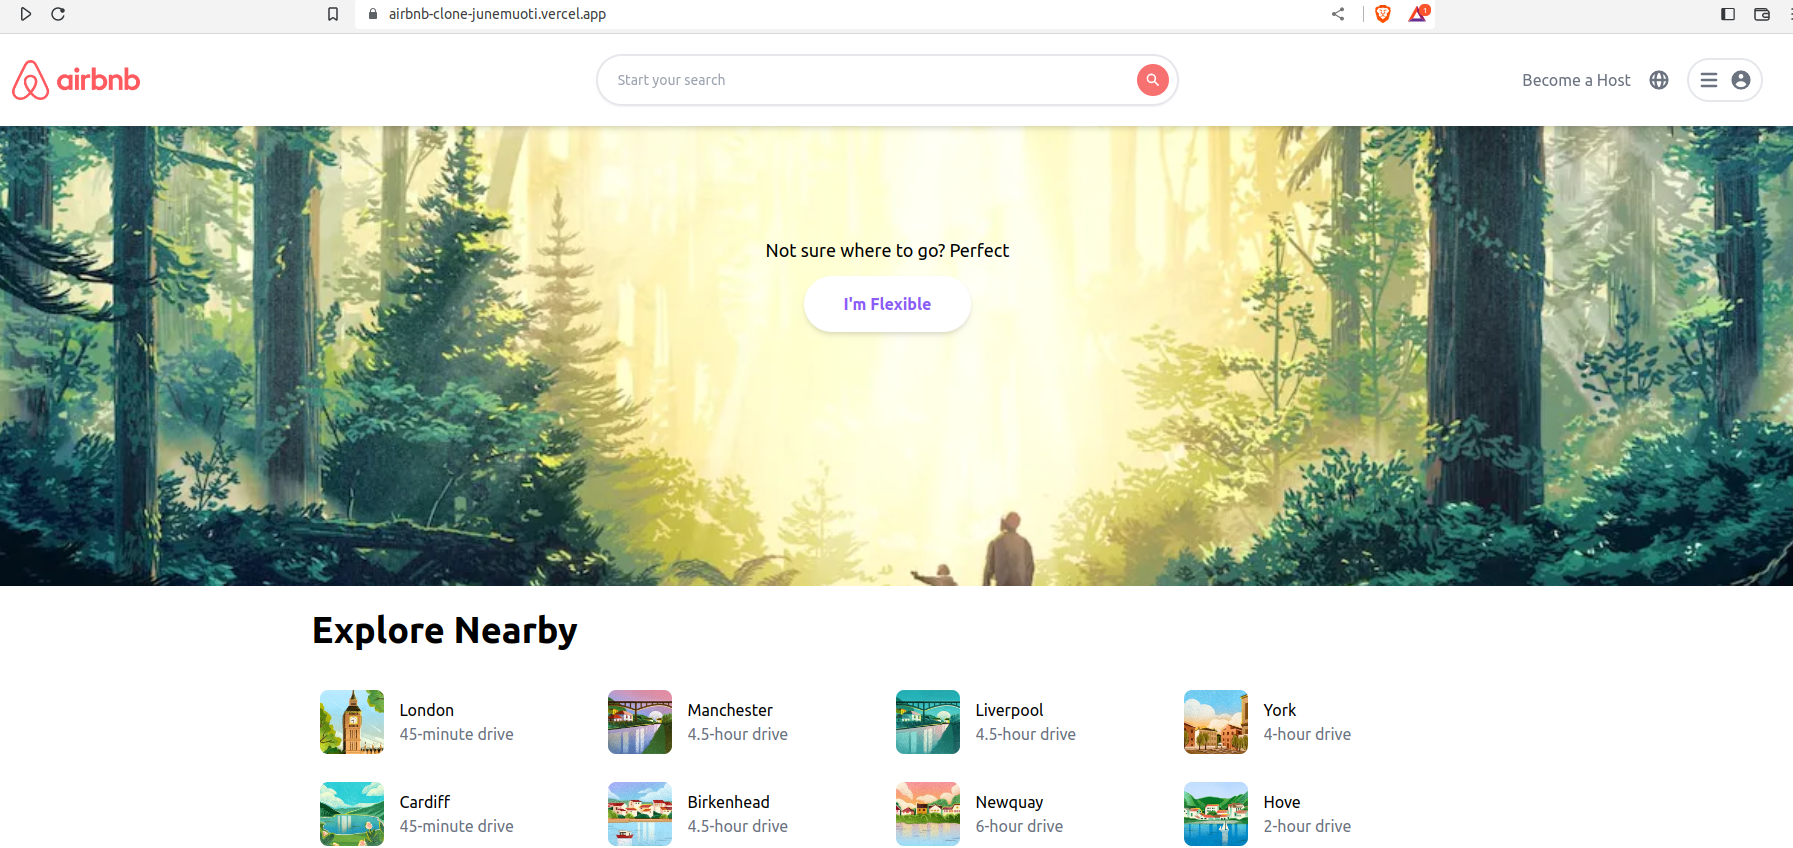 airbnb-clone-junemuoti.vercel.app
1
airbnb
Start your search
Become a Host
Not sure where to go? Perfect
I'm Flexible
Explore Nearby
London
45-minute drive
Manchester
4.5-hour drive
Liverpool
4.5-hour drive
York
4-hour drive
Cardiff
45-minute drive
Birkenhead
4.5-hour drive
Newquay
6-hour drive
Hove
2-hour drive